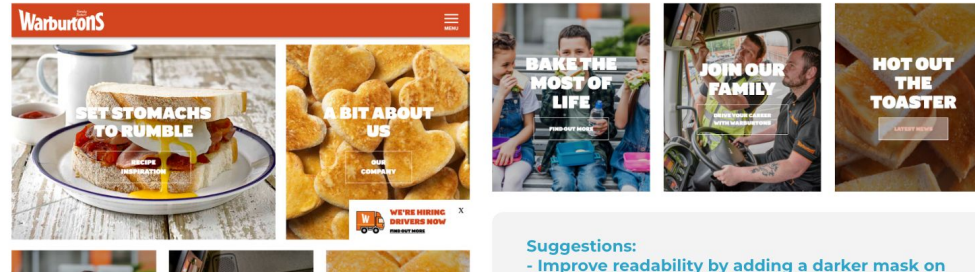 Warburtons
MENU
SET STOMACHS
TO RUMBLE
RECIPE
INSPIRATION
A BIT ABOUT
US
OUR
COMPANY
WE'RE HIRING
DRIVERS NOW
FIND OUT MORE
X
BAKE THE
MOST OF
LIFE
FIND OUT MORE
JOIN OUR
FAMILY
DRIVE YOUR CAREER
WITH WARBURTONS
HOT OUT
THE
TOASTER
LATEST NEWS
Suggestions:
- Improve readability by adding a darker mask on